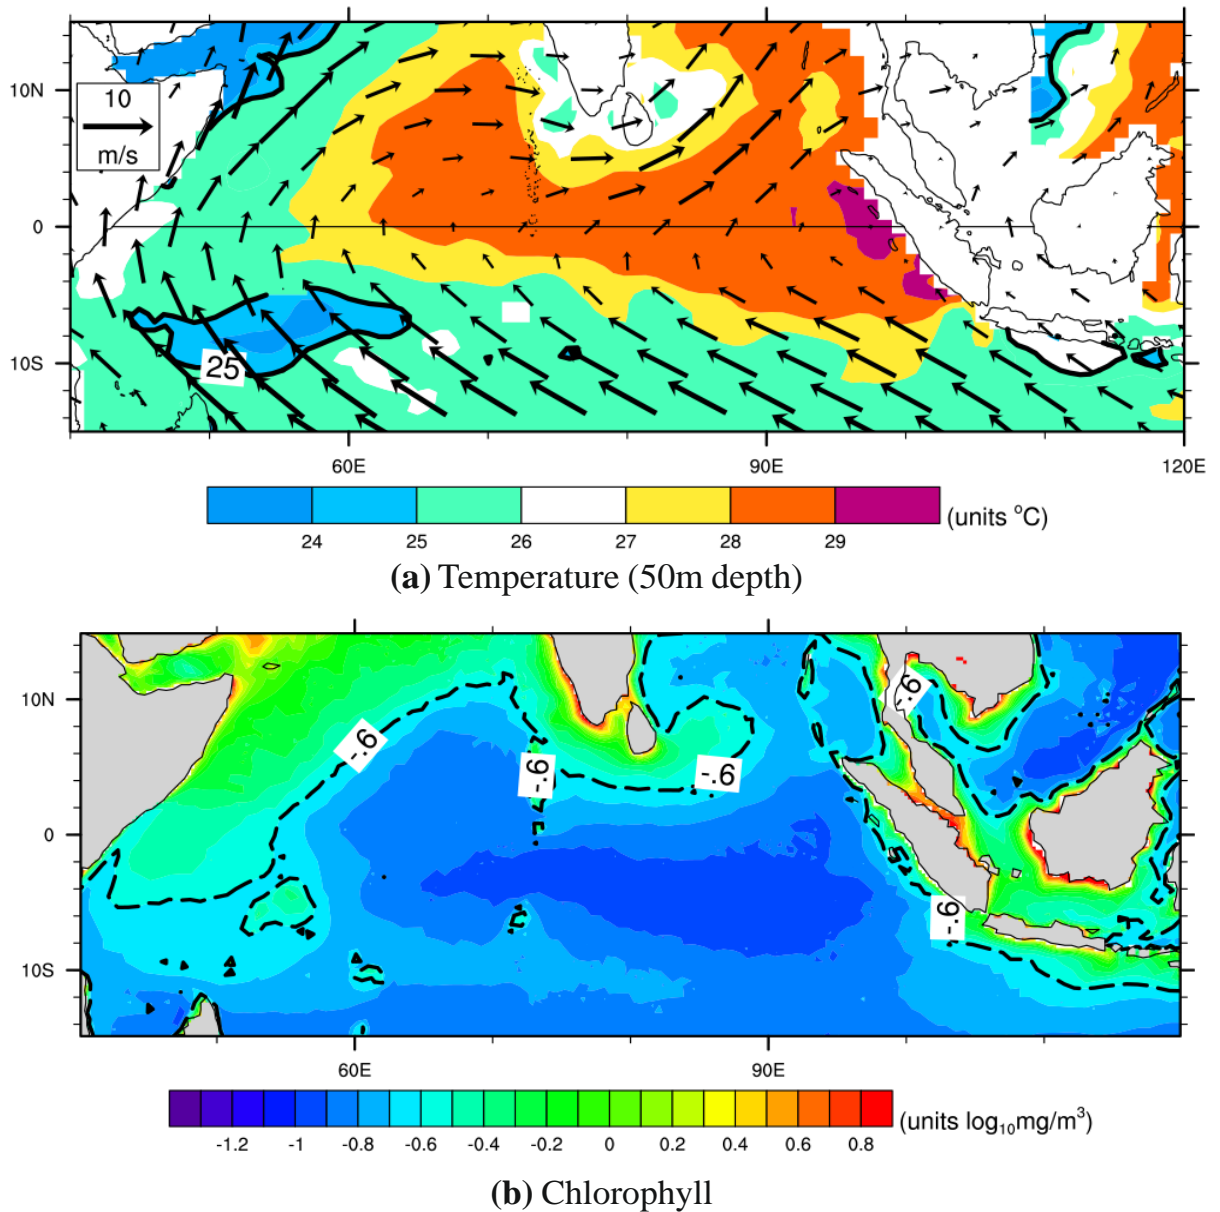 10
m/s
10N
0
10S
25
60E
90E
120E
24
25
26
27
28
29
(units °C)
(a) Temperature (50m depth)
10N
0
10S
-.6
-.6
-.6
-.6
-.6
60E
90E
-1.2
-1
-0.8
-0.6
-0.4
-0.2
0
0.2
0.4
0.6
0.8
(units log₁₀mg/m³)
(b) Chlorophyll